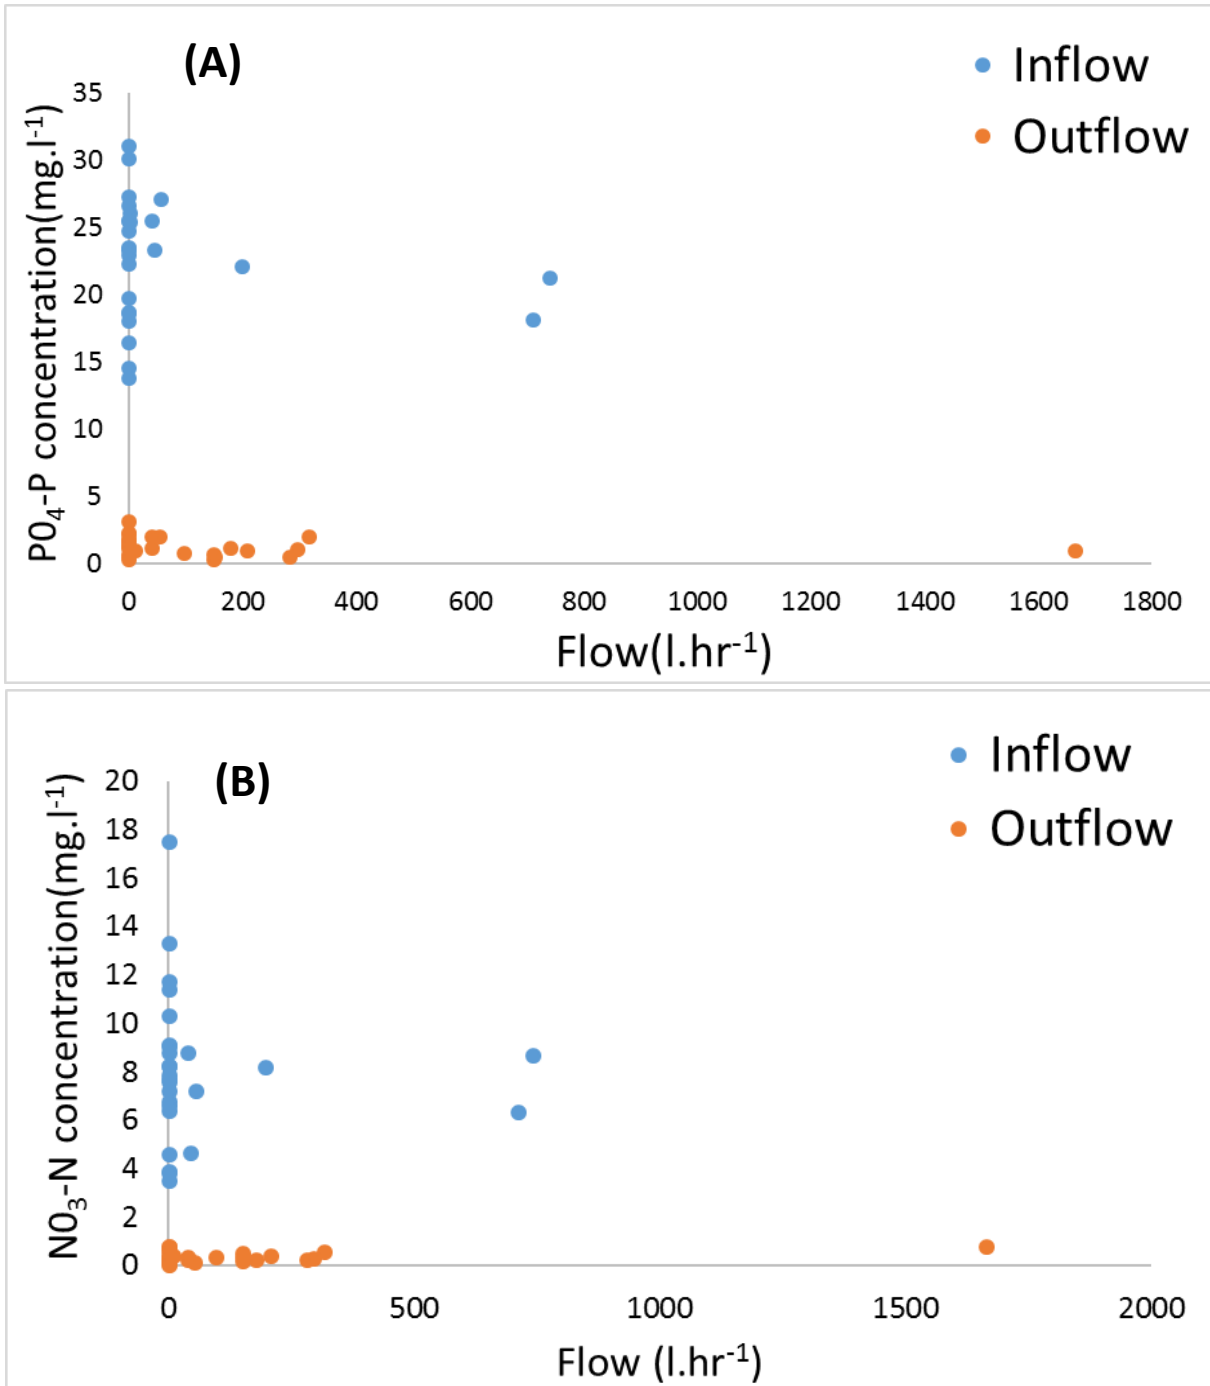 (A)
Inflow
Outflow
PO₄-P concentration(mg.l⁻¹)
35
30
25
20
15
10
5
0
0 200 400 600 800 1000 1200 1400 1600 1800
Flow(l.hr⁻¹)
(B)
Inflow
Outflow
NO₃-N concentration(mg.l⁻¹)
20
18
16
14
12
10
8
6
4
2
0
0 500 1000 1500 2000
Flow (l.hr⁻¹)